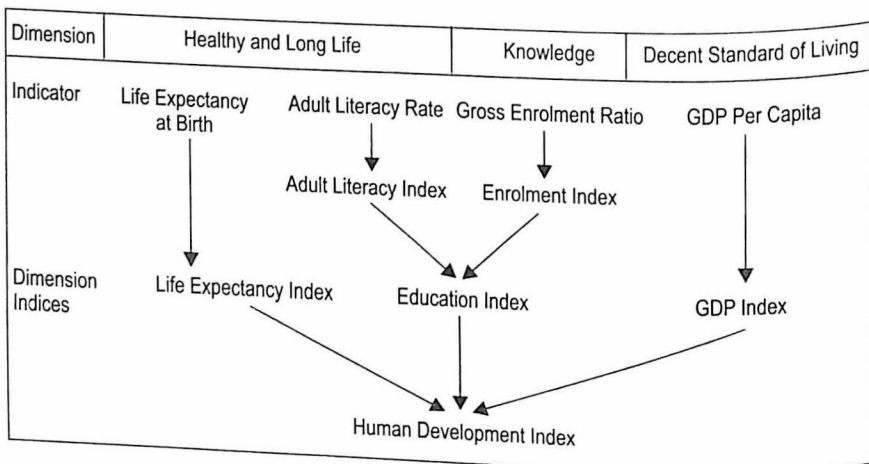 Dimension Healthy and Long Life Knowledge Decent Standard of Living
Indicator Life Expectancy at Birth Adult Literacy Rate Gross Enrolment Ratio GDP Per Capita
Adult Literacy Index Enrolment Index
Dimension Indices Life Expectancy Index Education Index GDP Index
Human Development Index